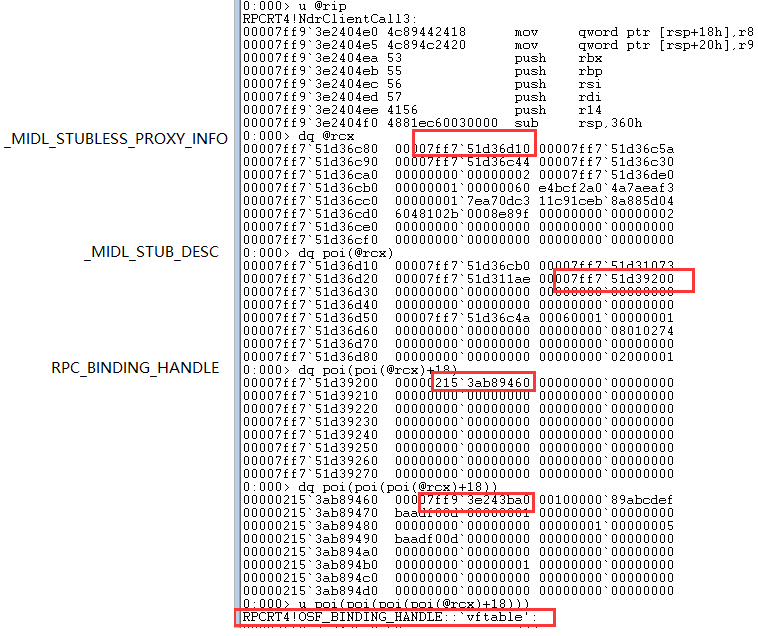 0:000> u @rip
RPCRT4!NdrClientCall3:
00007ff9`3e2404e0 4c89442418 mov qword ptr [rsp+18h],r8
00007ff9`3e2404e5 4c894c2420 mov qword ptr [rsp+20h],r9
00007ff9`3e2404ea 53 push rbx
00007ff9`3e2404eb 55 push rbp
00007ff9`3e2404ec 56 push rsi
00007ff9`3e2404ed 57 push rdi
00007ff9`3e2404ee 4156 push r14
00007ff9`3e2404f0 4881ec60030000 sub rsp,360h
0:000> dq @rcx
_MIDL_STUBLESS_PROXY_INFO
00007ff7`51d36c80 00007ff7`51d36d10 00007ff7`51d36c5a
00007ff7`51d36c90 00007ff7`51d36c44 00007ff7`51d36c30
00007ff7`51d36ca0 00000000`00000002 00007ff7`51d36de0
00007ff7`51d36cb0 00000001`00000060 e4bcf2a0`4a7aeaf3
00007ff7`51d36cc0 00000001`7ea70dc3 11c91ceb`8a885d04
00007ff7`51d36cd0 6048102b`0008e89f 00000000`00000002
00007ff7`51d36ce0 00000000`00000000 00000000`00000000
00007ff7`51d36cf0 00000000`00000000 00000000`00000000
0:000> dq poi(@rcx)
_MIDL_STUB_DESC
00007ff7`51d36d10 00007ff7`51d36cb0 00007ff7`51d31073
00007ff7`51d36d20 00007ff7`51d311ae 00007ff7`51d39200
00007ff7`51d36d30 00000000`00000000 00000000`00000000
00007ff7`51d36d40 00000000`00000000 00000000`00000000
00007ff7`51d36d50 00007ff7`51d36c4a 00060001`00000001
00007ff7`51d36d60 00000000`00000000 00000000`08010274
00007ff7`51d36d70 00000000`00000000 00000000`00000000
00007ff7`51d36d80 00000000`00000000 00000000`02000001
0:000> dq poi(poi(@rcx)+18)
RPC_BINDING_HANDLE
00007ff7`51d39200 00000215`3ab89460 00000000`00000000
00007ff7`51d39210 00000000`00000000 00000000`00000000
00007ff7`51d39220 00000000`00000000 00000000`00000000
00007ff7`51d39230 00000000`00000000 00000000`00000000
00007ff7`51d39240 00000000`00000000 00000000`00000000
00007ff7`51d39250 00000000`00000000 00000000`00000000
00007ff7`51d39260 00000000`00000000 00000000`00000000
00007ff7`51d39270 00000000`00000000 00000000`00000000
0:000> dq poi(poi(poi(@rcx)+18))
00000215`3ab89460 00007ff9`3e243ba0 00100000`89abcdef
00000215`3ab89470 baadf00d`00000001 00000000`00000000
00000215`3ab89480 00000000`00000000 00000001`00000005
00000215`3ab89490 baadf00d`00000000 00000000`00000000
00000215`3ab894a0 00000000`00000000 00000000`00000000
00000215`3ab894b0 00000000`00000001 00000000`00000000
00000215`3ab894c0 00000000`00000000 00000000`00000000
00000215`3ab894d0 00000000`00000000 00000000`00000000
0:000> u poi(poi(poi(poi(@rcx)+18)))
RPCRT4!OSF_BINDING_HANDLE::`vftable':